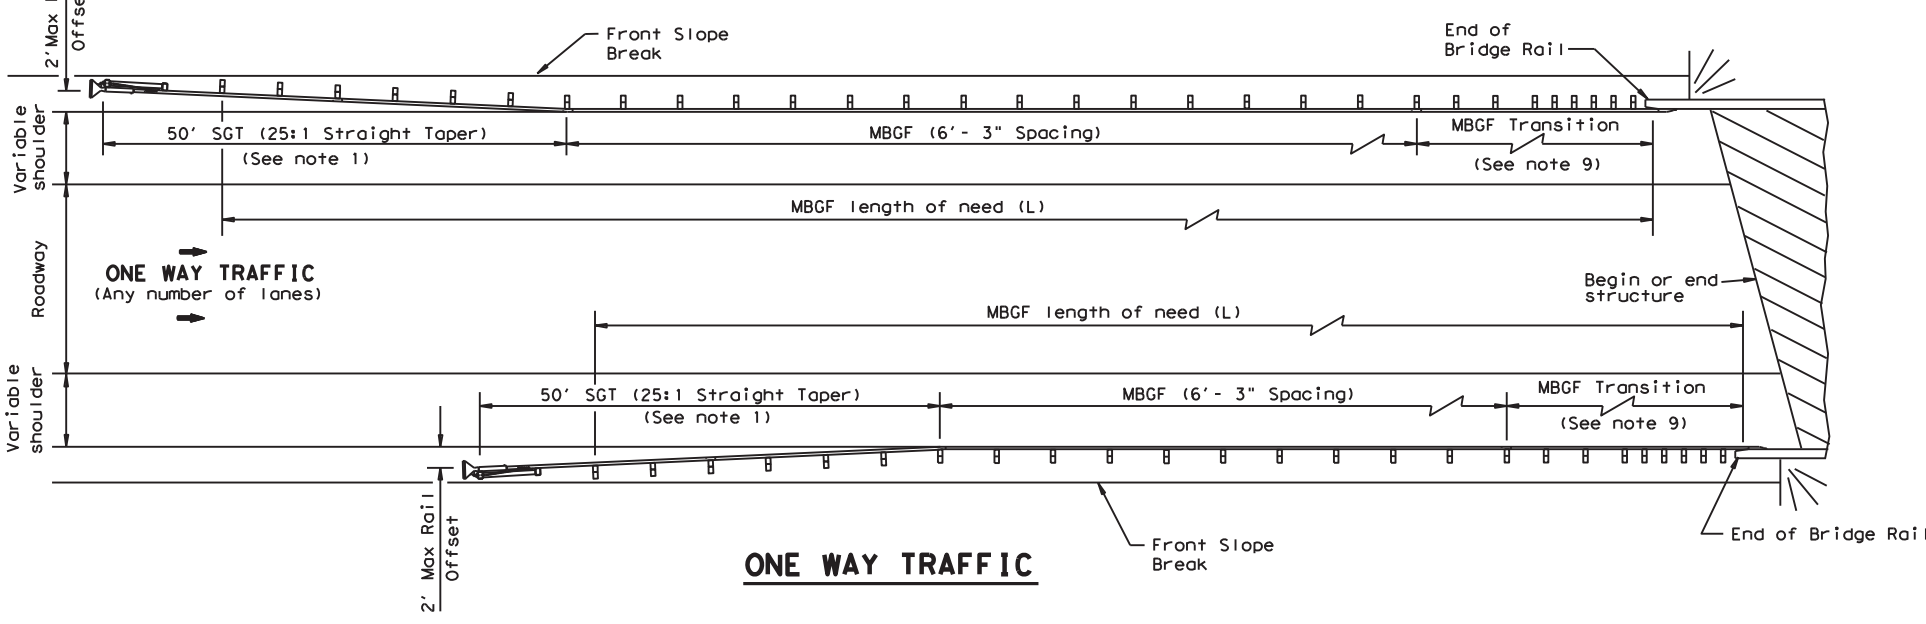 2' Max
Offset
Front Slope
Break
End of
Bridge Rail
Variable
shoulder
50' SGT (25:1 Straight Taper)
(See note 1)
MBGF (6'- 3" Spacing)
MBGF Transition
(See note 9)
MBGF length of need (L)
Roadway
ONE WAY TRAFFIC
(Any number of lanes)
Begin or end
structure
MBGF length of need (L)
Variable
shoulder
50' SGT (25:1 Straight Taper)
(See note 1)
MBGF (6'- 3" Spacing)
MBGF Transition
(See note 9)
2' Max Rail
Offset
Front Slope
Break
End of Bridge Rail
ONE WAY TRAFFIC